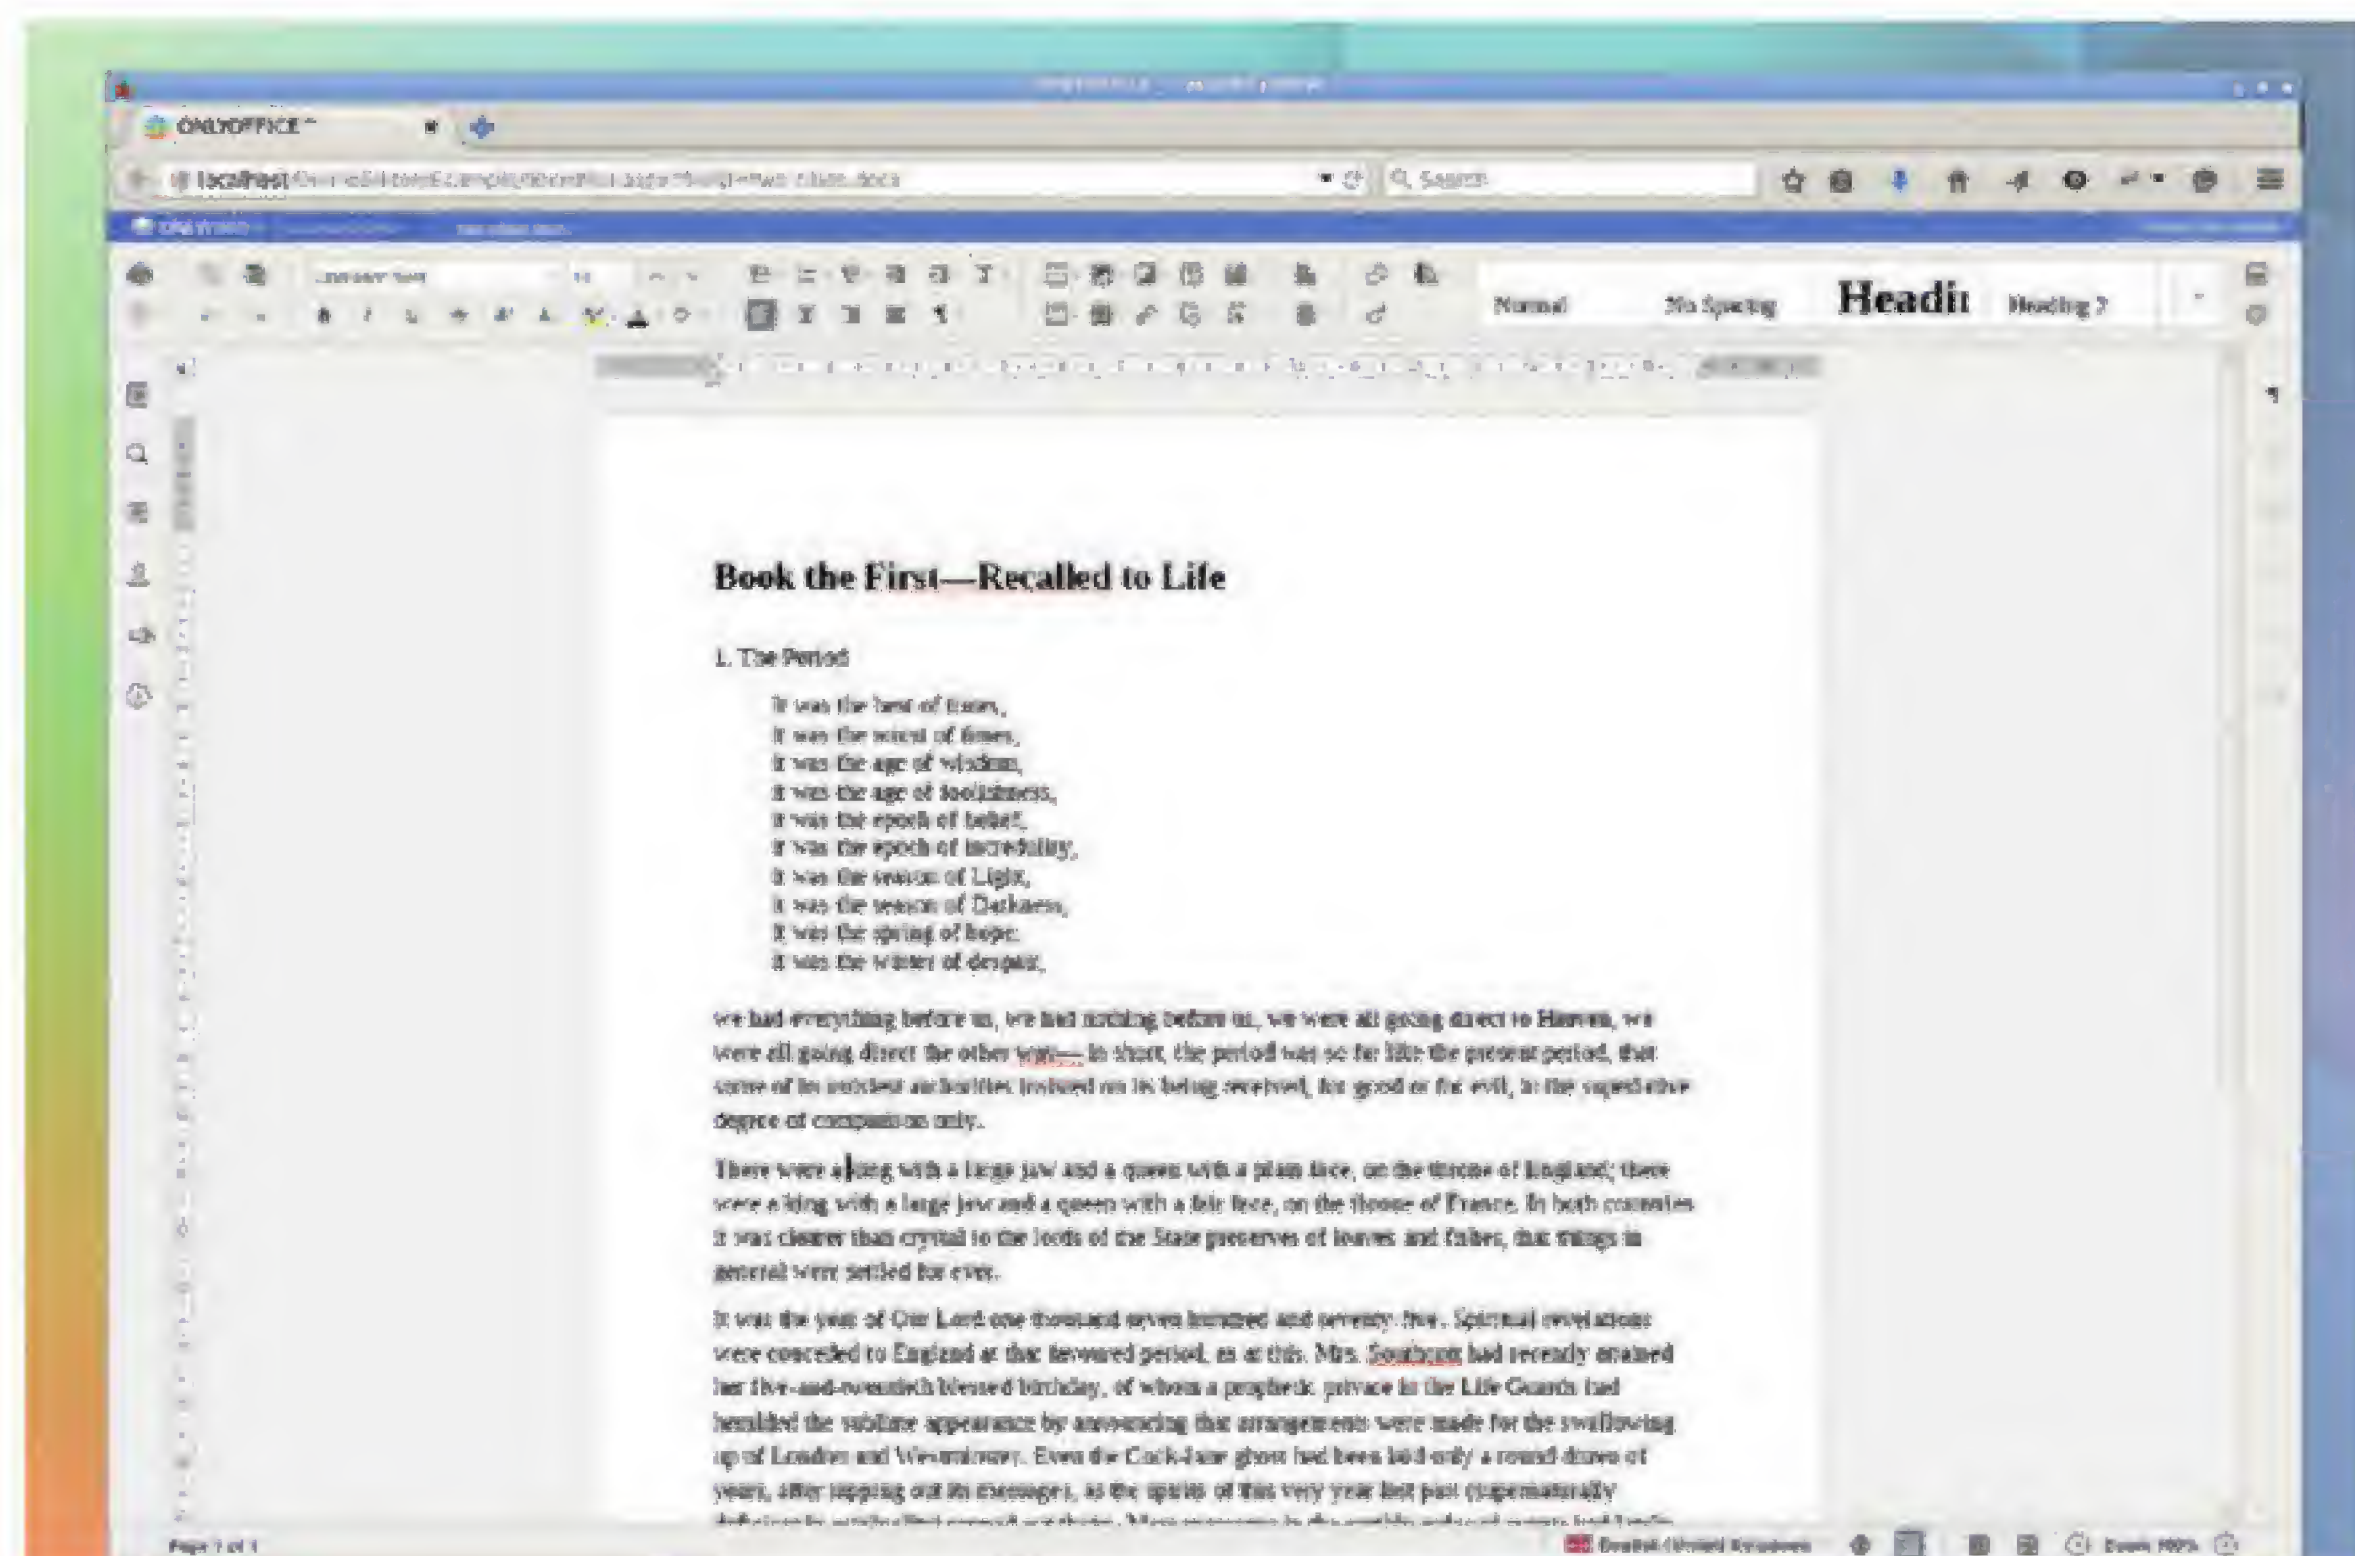 ONLYOFFICE
localhost
Search
Normal
No Spacing
Headin
Heading 2
Book the First—Recalled to Life
1. The Period
It was the best of times,
it was the worst of times,
it was the age of wisdom,
it was the age of foolishness,
it was the epoch of belief,
it was the epoch of incredulity,
it was the season of Light,
it was the season of Darkness,
it was the spring of hope,
it was the winter of despair,
we had everything before us, we had nothing before us, we were all going direct to Heaven, we
were all going direct the other way— in short, the period was so far like the present period, that
some of its noisiest authorities insisted on its being received, for good or for evil, in the superlative
degree of comparison only.
There were a king with a large jaw and a queen with a plain face, on the throne of England; there
were a king with a large jaw and a queen with a fair face, on the throne of France. In both countries
it was clearer than crystal to the lords of the State preserves of loaves and fishes, that things in
general were settled for ever.
It was the year of Our Lord one thousand seven hundred and seventy-five. Spiritual revelations
were conceded to England at that favoured period, as at this. Mrs. Southcott had recently attained
her five-and-twentieth blessed birthday, of whom a prophetic private in the Life Guards had
heralded the sublime appearance by announcing that arrangements were made for the swallowing
up of London and Westminster. Even the Cock-lane ghost had been laid only a round dozen of
years, after rapping out its messages, as the spirits of this very year last past (supernaturally
Page 1 of 1
English (United Kingdom)
Zoom 100%